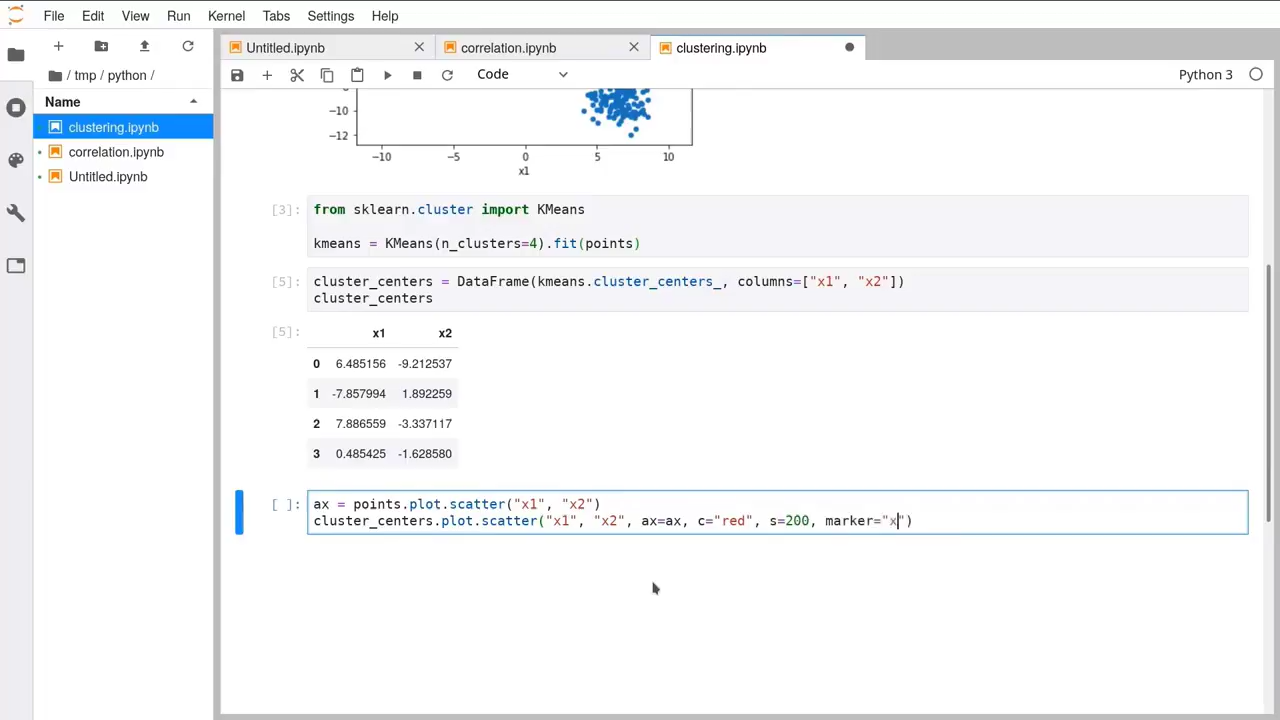 File Edit View Run Kernel Tabs Settings Help
Untitled.ipynb correlation.ipynb clustering.ipynb
/ tmp / python /
Code Python 3
Name
clustering.ipynb
correlation.ipynb
Untitled.ipynb
−10
−12
−10 −5 0 5 10
x1
[3]: from sklearn.cluster import KMeans
kmeans = KMeans(n_clusters=4).fit(points)
[5]: cluster_centers = DataFrame(kmeans.cluster_centers_, columns=["x1", "x2"])
cluster_centers
[5]: x1 x2
0 6.485156 -9.212537
1 -7.857994 1.892259
2 7.886559 -3.337117
3 0.485425 -1.628580
[ ]: ax = points.plot.scatter("x1", "x2")
cluster_centers.plot.scatter("x1", "x2", ax=ax, c="red", s=200, marker="x")